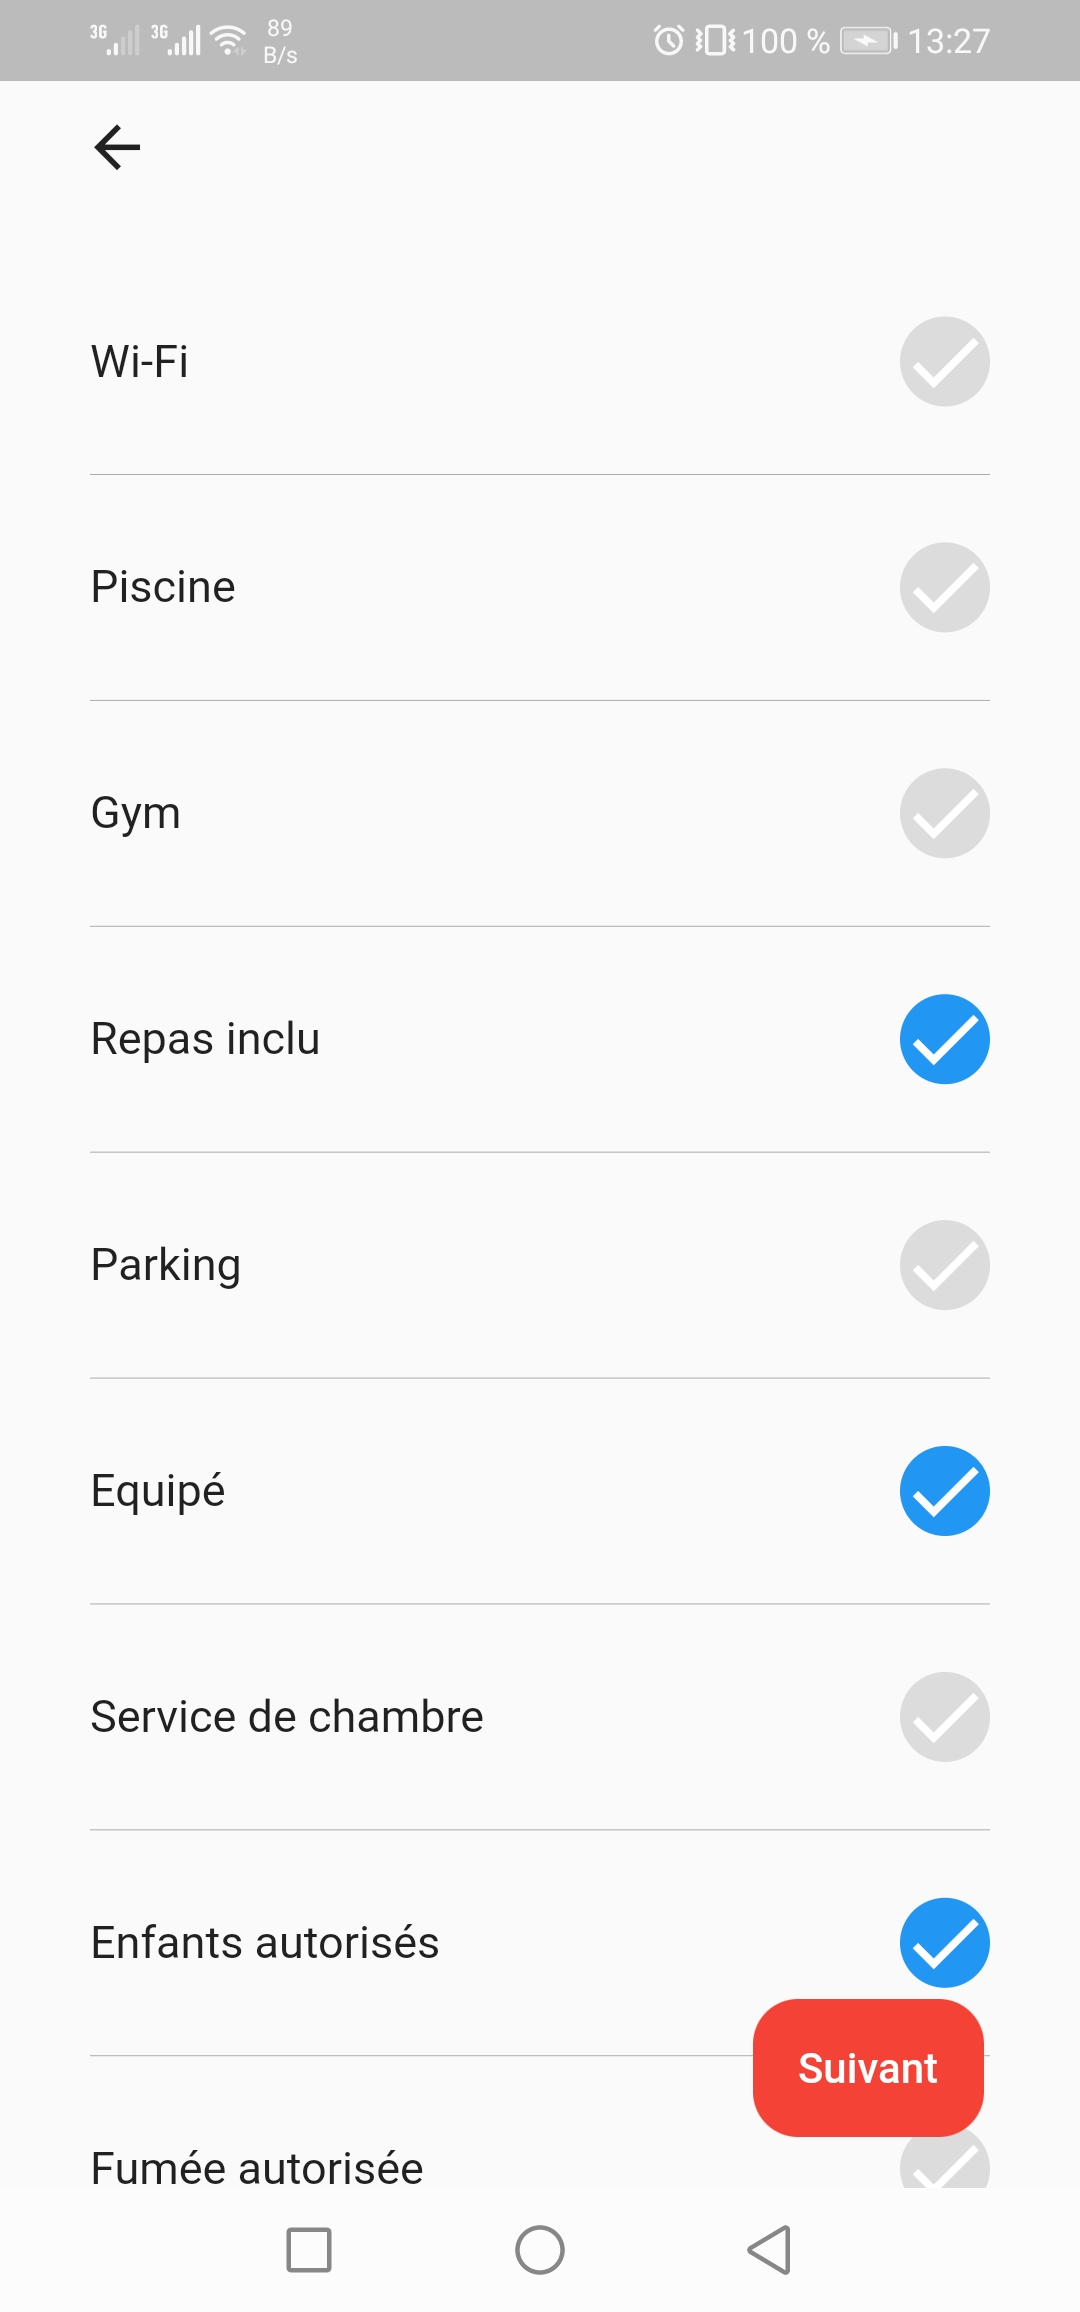 3G 3G 89 B/s 100 % 13:27
Wi-Fi
Piscine
Gym
Repas inclu
Parking
Equipé
Service de chambre
Enfants autorisés
Suivant
Fumée autorisée